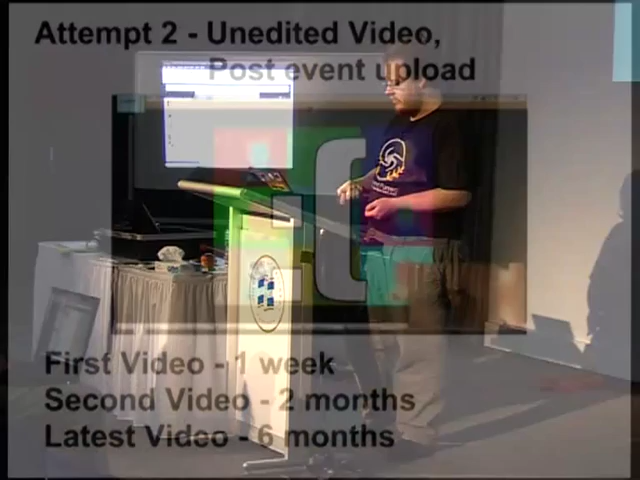 Attempt 2 - Unedited Video,
Post event upload
:(
First Video - 1 week
Second Video - 2 months
Latest Video - 6 months